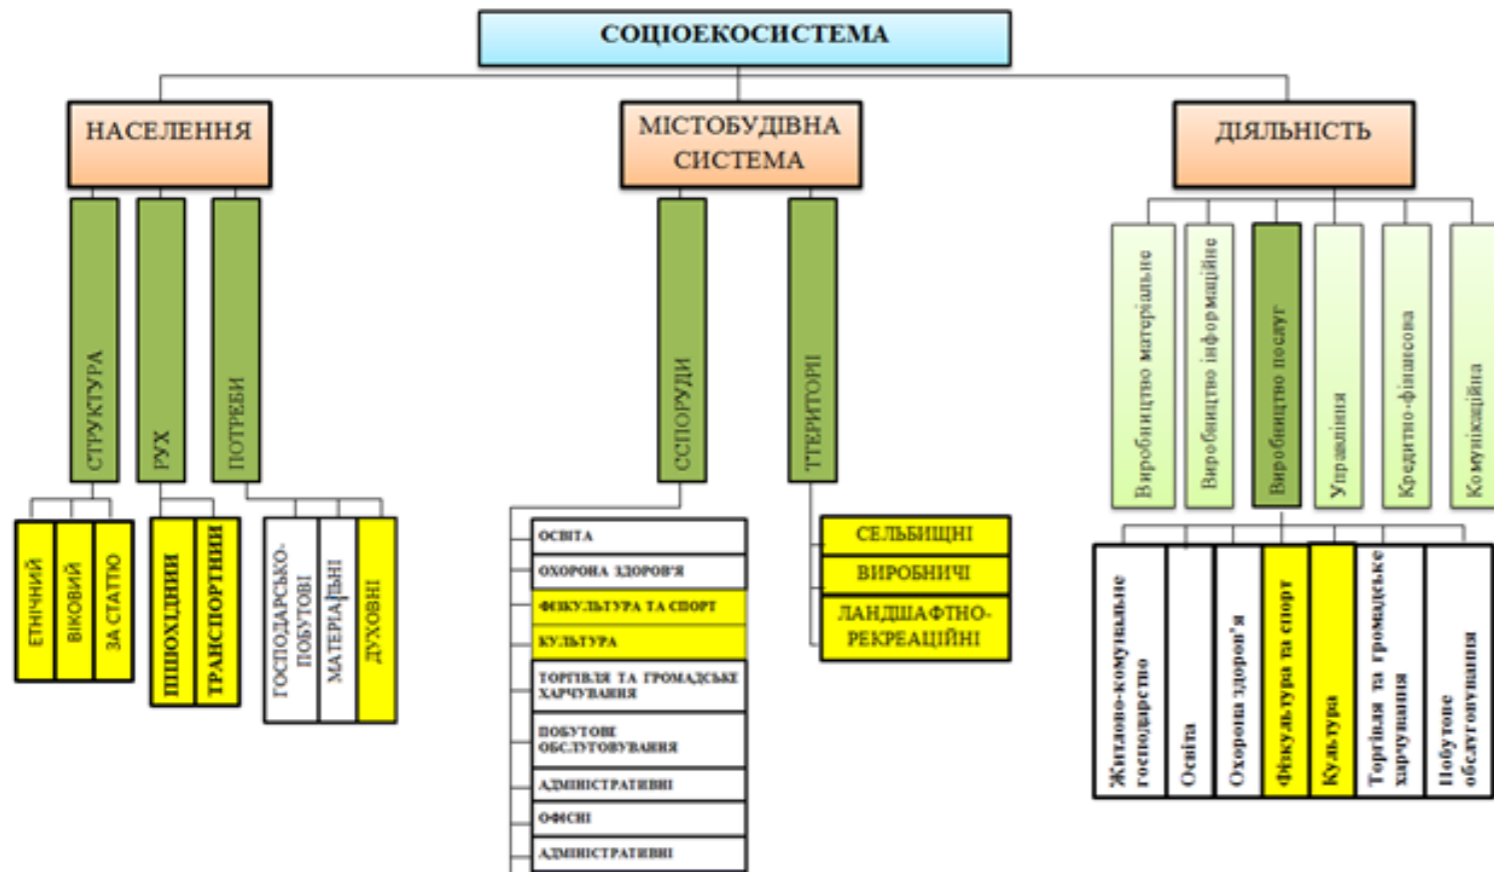 СОЦІОЕКОСИСТЕМА
НАСЕЛЕННЯ
МІСТОБУДІВНА
СИСТЕМА
ДІЯЛЬНІСТЬ
СТРУКТУРА
РУХ
ПОТРЕБИ
ССПОРУДИ
ТТЕРИТОРІЇ
Виробництво матеріальне
Виробництво інформаційне
Виробництво послуг
Управління
Кредитно-фінансова
Комунікаційна
ЕТНІЧНИЙ
ВІКОВИЙ
ЗА СТАТТЮ
ПІШОХІДНИЙ
ТРАНСПОРТНИЙ
ГОСПОДАРСЬКО-
ПОБУТОВІ
МАТЕРІАЛЬНІ
ДУХОВНІ
ОСВІТА
ОХОРОНА ЗДОРОВ'Я
ФІЗКУЛЬТУРА ТА СПОРТ
КУЛЬТУРА
ТОРГІВЛЯ ТА ГРОМАДСЬКЕ
ХАРЧУВАННЯ
ПОБУТОВЕ
ОБСЛУГОВУВАННЯ
АДМІНІСТРАТИВНІ
ОФІСНІ
АДМІНІСТРАТИВНІ
СЕЛЬБИЩНІ
ВИРОБНИЧІ
ЛАНДШАФТНО-
РЕКРЕАЦІЙНІ
Житлово-комунальне
господарство
Освіта
Охорона здоров'я
Фізкультура та спорт
Культура
Торгівля та громадське
харчування
Побутове
обслуговування